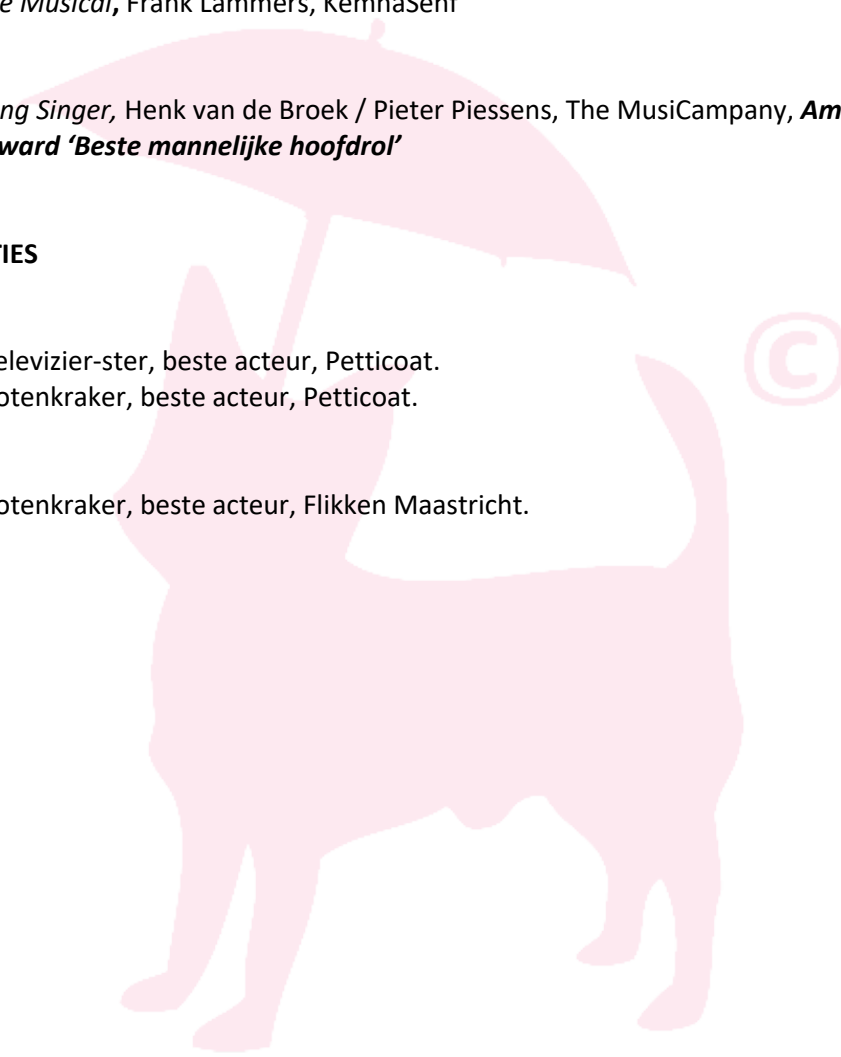 e Musical, Frank Lammers, KemnaSenf
ng Singer, Henk van de Broek / Pieter Piessens, The MusiCampany, Am
ward ‘Beste mannelijke hoofdrol’
TIES
elevizier-ster, beste acteur, Petticoat.
otenkraker, beste acteur, Petticoat.
otenkraker, beste acteur, Flikken Maastricht.
©